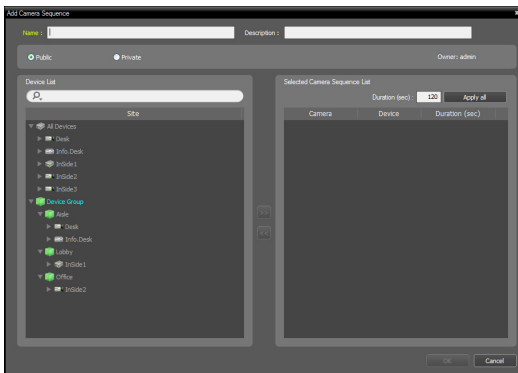 Add Camera Sequence
Name : Description :
Public Private Owner: admin
Device List
Site
All Devices
Desk
Info.Desk
InSide1
InSide2
InSide3
Device Group
Aisle
Desk
Info.Desk
Lobby
InSide1
Office
InSide2
>>
<<
Selected Camera Sequence List
Duration (sec) : 120 Apply all
Camera Device Duration (sec)
OK Cancel